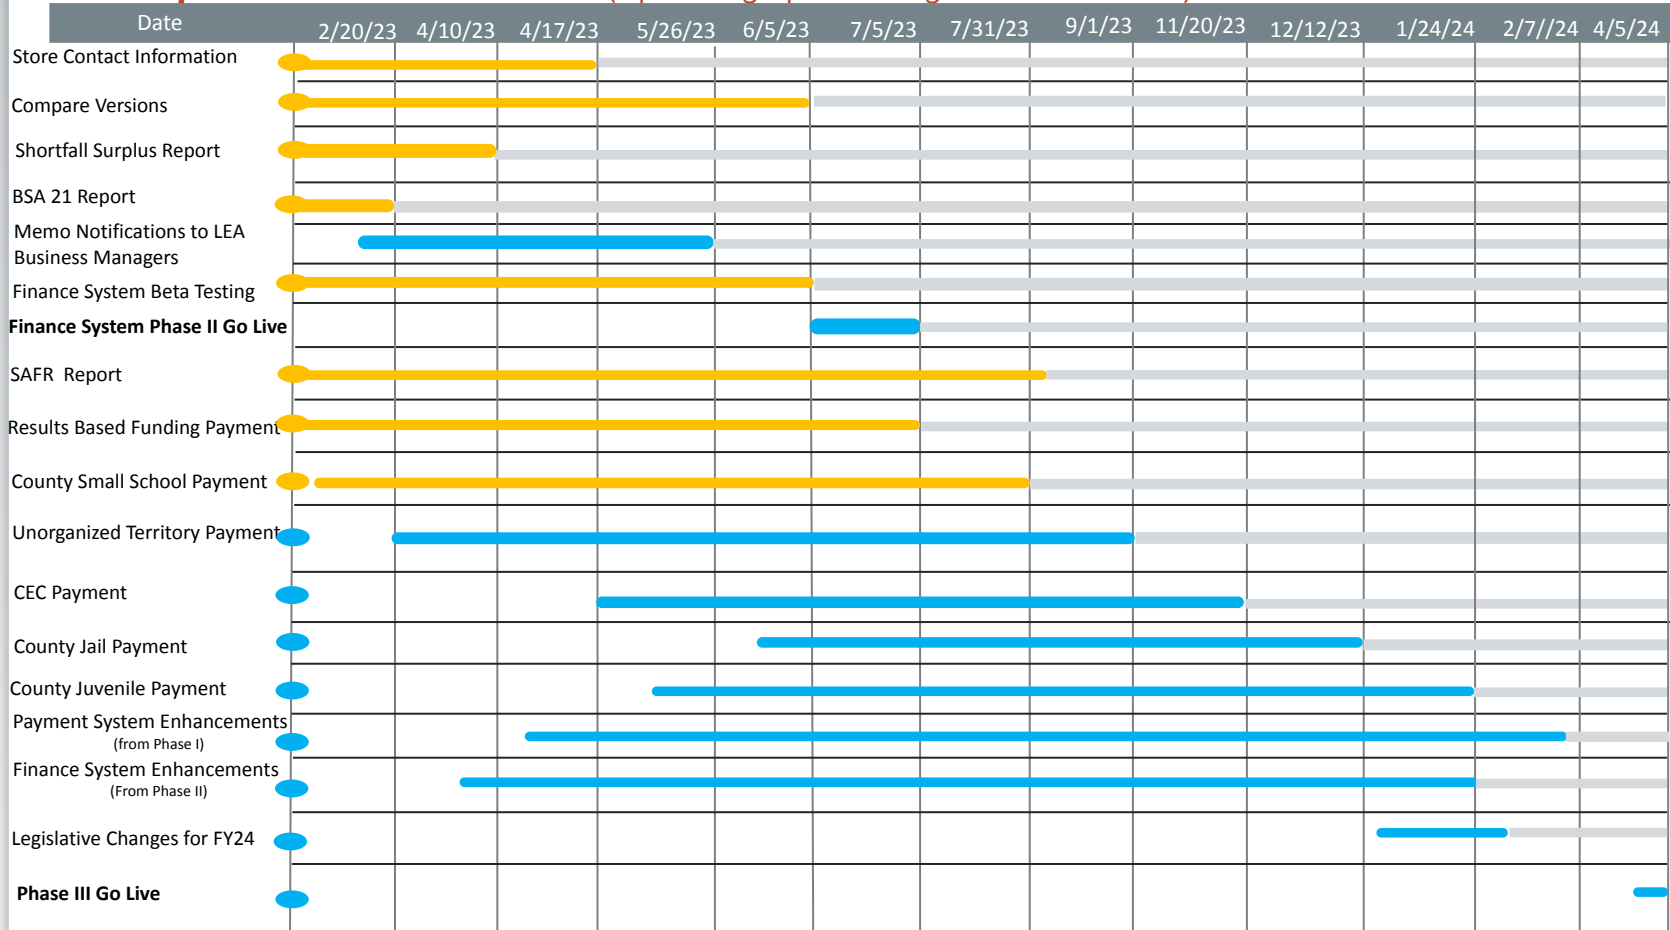 Date 2/20/23 4/10/23 4/17/23 5/26/23 6/5/23 7/5/23 7/31/23 9/1/23 11/20/23 12/12/23 1/24/24 2/7//24 4/5/24
Store Contact Information
Compare Versions
Shortfall Surplus Report
BSA 21 Report
Memo Notifications to LEA
Business Managers
Finance System Beta Testing
Finance System Phase II Go Live
SAFR Report
Results Based Funding Payment
County Small School Payment
Unorganized Territory Payment
CEC Payment
County Jail Payment
County Juvenile Payment
Payment System Enhancements
(from Phase I)
Finance System Enhancements
(From Phase II)
Legislative Changes for FY24
Phase III Go Live